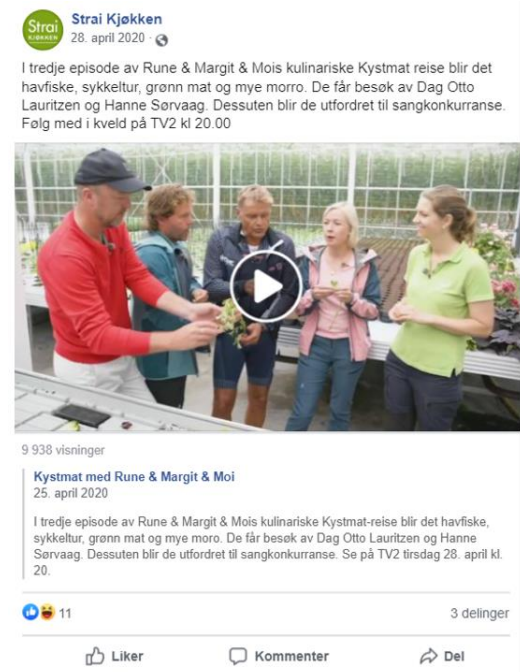 Strai
KJØKKEN
Strai Kjøkken
28. april 2020 ·
I tredje episode av Rune & Margit & Mois kulinariske Kystmat reise blir det
havfiske, sykkeltur, grønn mat og mye morro. De får besøk av Dag Otto
Lauritzen og Hanne Sørvaag. Dessuten blir de utfordret til sangkonkurranse.
Følg med i kveld på TV2 kl 20.00
9 938 visninger
Kystmat med Rune & Margit & Moi
25. april 2020
I tredje episode av Rune & Margit & Mois kulinariske Kystmat-reise blir det havfiske,
sykkeltur, grønn mat og mye moro. De får besøk av Dag Otto Lauritzen og Hanne
Sørvaag. Dessuten blir de utfordret til sangkonkurranse. Se på TV2 tirsdag 28. april kl.
20.
11
3 delinger
Liker
Kommenter
Del